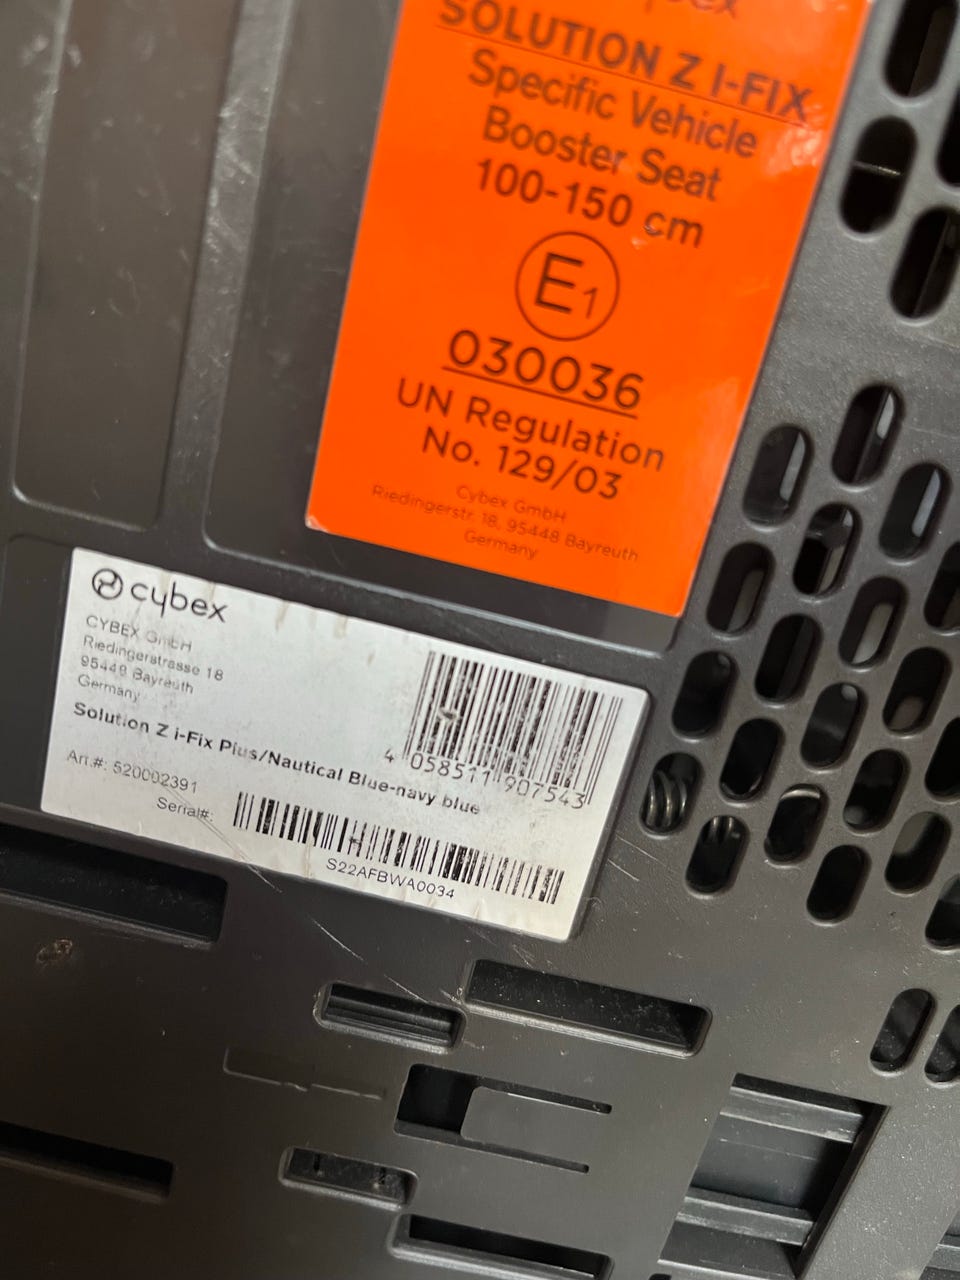 cybex
SOLUTION Z I-FIX
Specific Vehicle
Booster Seat
100-150 cm
E1
030036
UN Regulation
No. 129/03
Cybex GmbH
Riedingerstr. 18, 95448 Bayreuth
Germany
cybex
CYBEX GmbH
Riedingerstrasse 18
95448 Bayreuth
Germany
Solution Z i-Fix Plus/Nautical Blue-navy blue
4 058511 907543
Art.#: 520002391
Serial#:
S22AFBWA0034